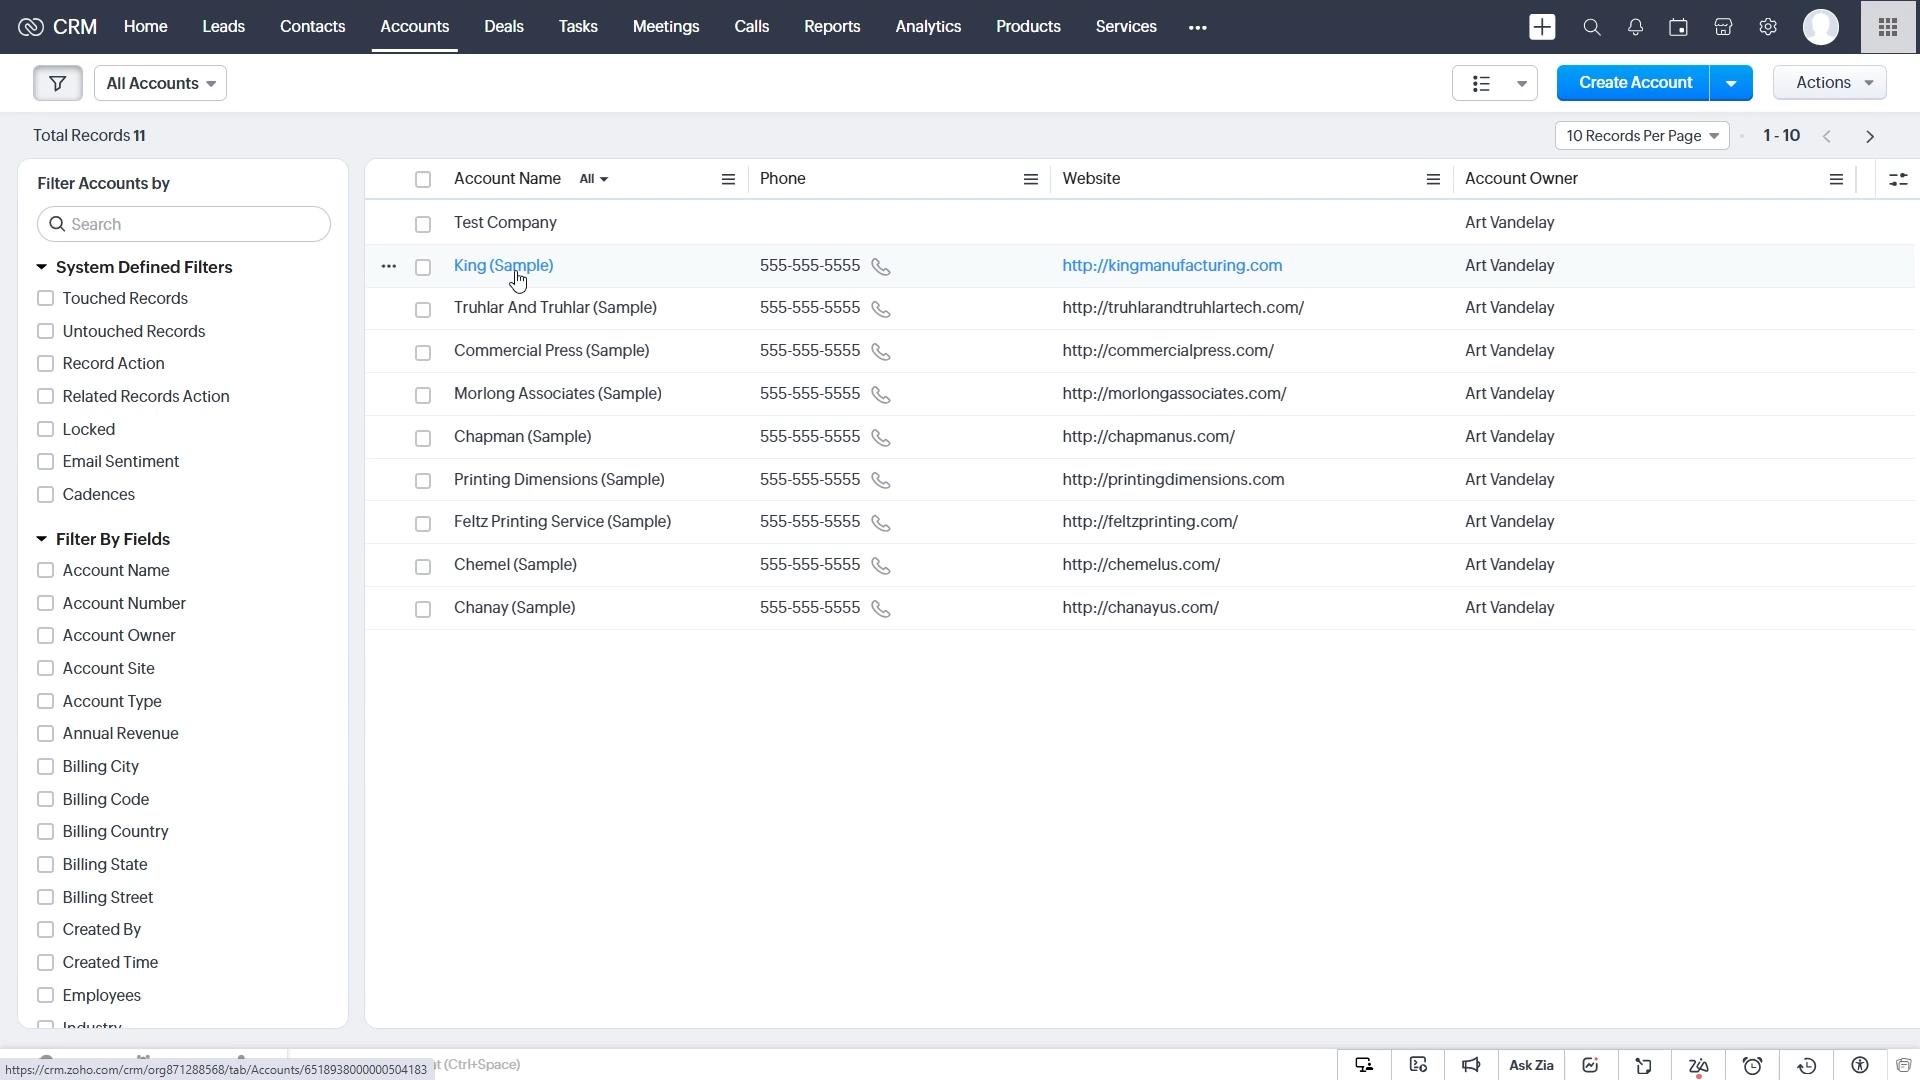 CRM Home Leads Contacts Accounts Deals Tasks Meetings Calls Reports Analytics Products Services
All Accounts Create Account Actions
Total Records 11 10 Records Per Page 1 - 10
Filter Accounts by
Search
System Defined Filters
Touched Records
Untouched Records
Record Action
Related Records Action
Locked
Email Sentiment
Cadences
Filter By Fields
Account Name
Account Number
Account Owner
Account Site
Account Type
Annual Revenue
Billing City
Billing Code
Billing Country
Billing State
Billing Street
Created By
Created Time
Employees
Industry
Account Name All Phone Website Account Owner
Test Company Art Vandelay
King (Sample) 555-555-5555 http://kingmanufacturing.com Art Vandelay
Truhlar And Truhlar (Sample) 555-555-5555 http://truhlarandtruhlartech.com/ Art Vandelay
Commercial Press (Sample) 555-555-5555 http://commercialpress.com/ Art Vandelay
Morlong Associates (Sample) 555-555-5555 http://morlongassociates.com/ Art Vandelay
Chapman (Sample) 555-555-5555 http://chapmanus.com/ Art Vandelay
Printing Dimensions (Sample) 555-555-5555 http://printingdimensions.com Art Vandelay
Feltz Printing Service (Sample) 555-555-5555 http://feltzprinting.com/ Art Vandelay
Chemel (Sample) 555-555-5555 http://chemelus.com/ Art Vandelay
Chanay (Sample) 555-555-5555 http://chanayus.com/ Art Vandelay
https://crm.zoho.com/crm/org871288568/tab/Accounts/6518938000000504183 (Ctrl+Space) Ask Zia